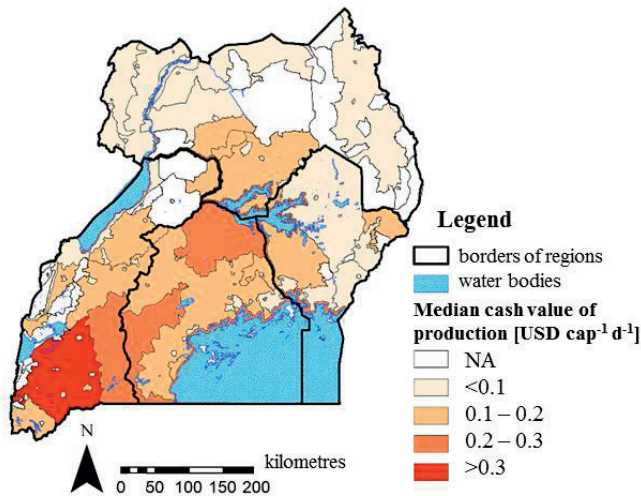 Legend
borders of regions
water bodies
Median cash value of
production [USD cap⁻¹ d⁻¹]
NA
<0.1
0.1 – 0.2
0.2 – 0.3
>0.3
N
kilometres
0 50 100 150 200